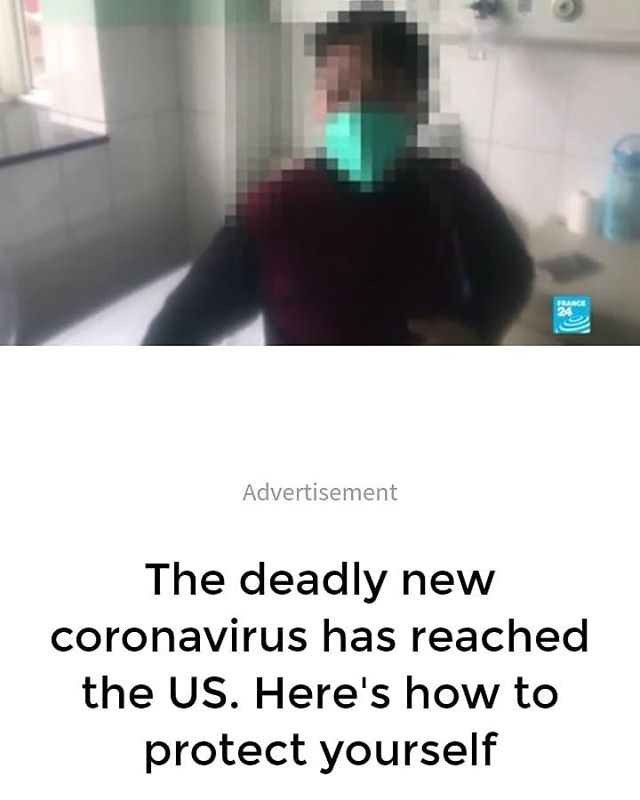 FRANCE
24
Advertisement
The deadly new
coronavirus has reached
the US. Here's how to
protect yourself